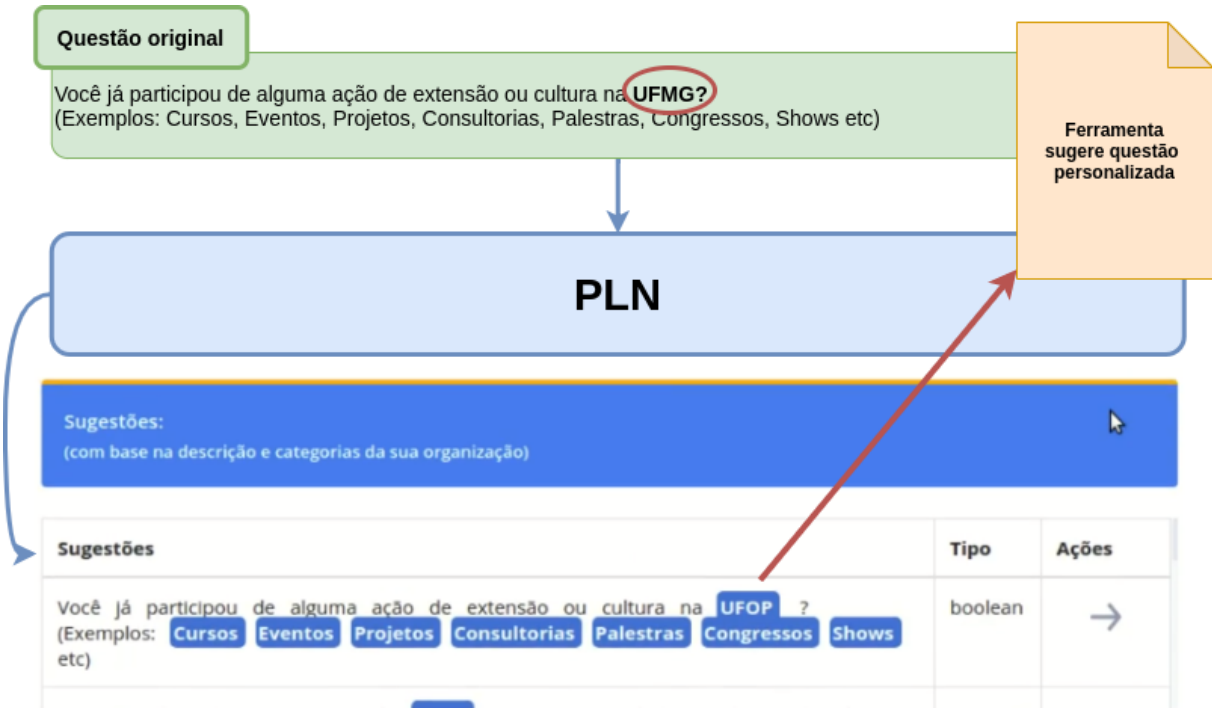 Questão original
Você já participou de alguma ação de extensão ou cultura na UFMG?
(Exemplos: Cursos, Eventos, Projetos, Consultorias, Palestras, Congressos, Shows etc)
Ferramenta
sugere questão
personalizada
PLN
Sugestões:
(com base na descrição e categorias da sua organização)
Sugestões Tipo Ações
Você já participou de alguma ação de extensão ou cultura na UFOP ? boolean
(Exemplos: Cursos Eventos Projetos Consultorias Palestras Congressos Shows
etc)